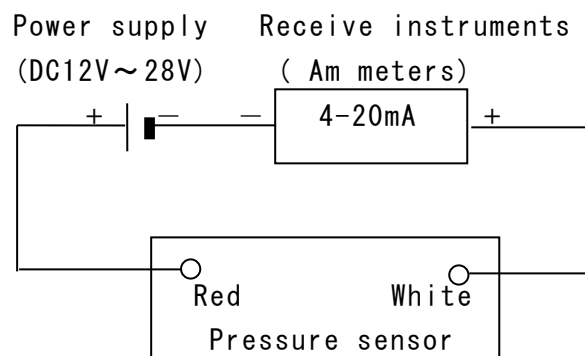 Power supply Receive instruments
(DC12V～28V) ( Am meters)
+ — — 4-20mA +
Red White
Pressure sensor